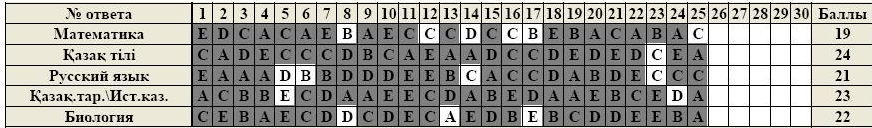 № ответа 1 2 3 4 5 6 7 8 9 10 11 12 13 14 15 16 17 18 19 20 21 22 23 24 25 26 27 28 29 30 Баллы
Математика E D C A C A E B A E C C C D C C B E B A C A B A C 19
Қазақ тілі C A D E C C C D B C A E A A D C C D E D E D C E A 24
Русский язык E A A A D B B D D D D E E B C A C C D A B D E C C 21
Қазақ.тар.\Ист.каз. A C B B E C D A A E E C D A B E D A A E B C E D A 23
Биология C E B A E C D D C D E C A E D B E B C D D E E B A 22